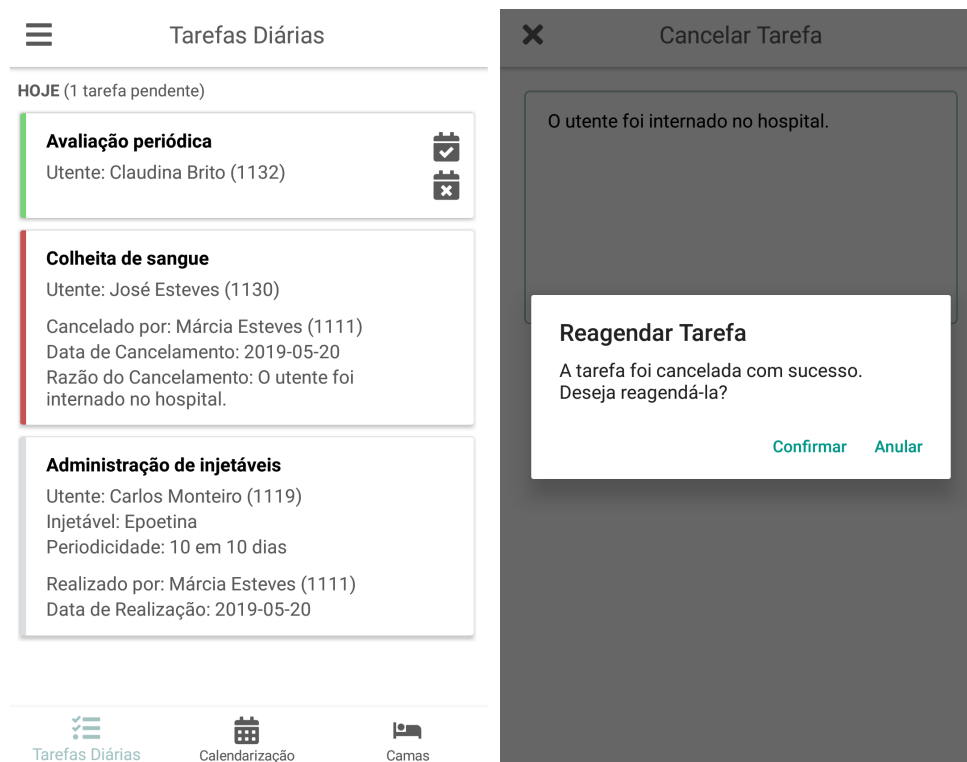 Tarefas Diárias
HOJE (1 tarefa pendente)
Avaliação periódica
Utente: Claudina Brito (1132)
Colheita de sangue
Utente: José Esteves (1130)
Cancelado por: Márcia Esteves (1111)
Data de Cancelamento: 2019-05-20
Razão do Cancelamento: O utente foi
internado no hospital.
Administração de injetáveis
Utente: Carlos Monteiro (1119)
Injetável: Epoetina
Periodicidade: 10 em 10 dias
Realizado por: Márcia Esteves (1111)
Data de Realização: 2019-05-20
Tarefas Diárias
Calendarização
Camas
Cancelar Tarefa
O utente foi internado no hospital.
Reagendar Tarefa
A tarefa foi cancelada com sucesso.
Deseja reagendá-la?
Confirmar
Anular